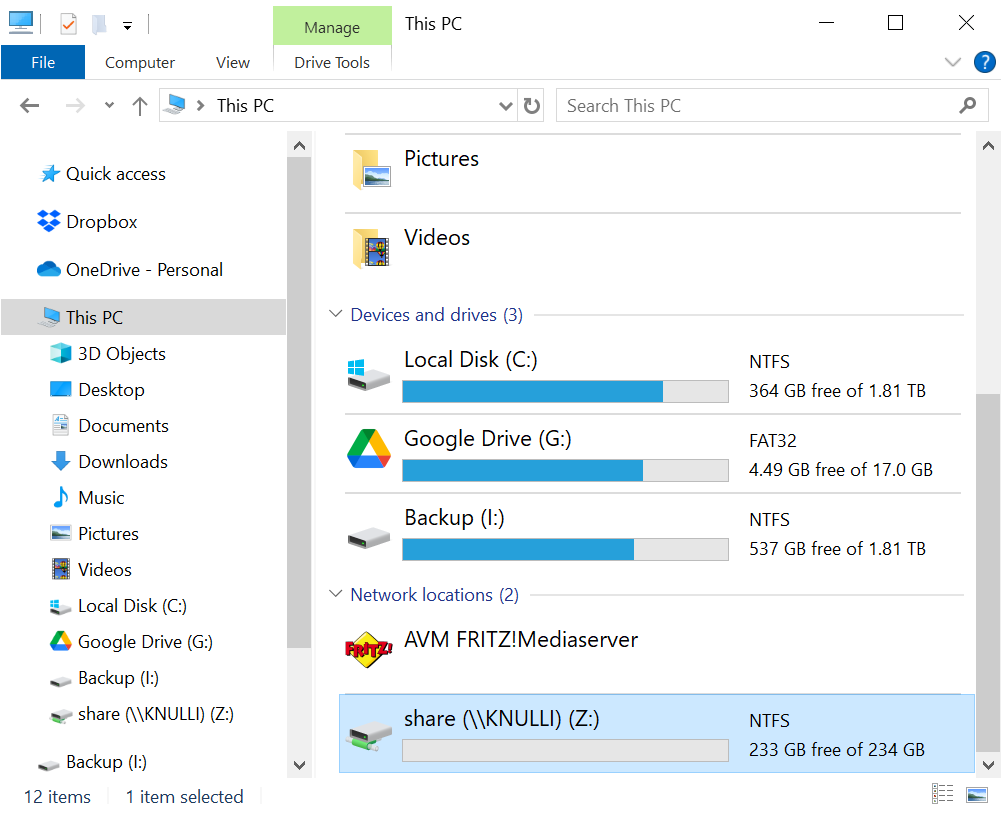 Manage
This PC
File
Computer
View
Drive Tools
?
This PC
Search This PC
Quick access
Dropbox
OneDrive - Personal
This PC
3D Objects
Desktop
Documents
Downloads
Music
Pictures
Videos
Local Disk (C:)
Google Drive (G:)
Backup (I:)
share (\\KNULLI) (Z:)
Backup (I:)
Pictures
Videos
Devices and drives (3)
Local Disk (C:)
NTFS
364 GB free of 1.81 TB
Google Drive (G:)
FAT32
4.49 GB free of 17.0 GB
Backup (I:)
NTFS
537 GB free of 1.81 TB
Network locations (2)
FRITZ!
AVM FRITZ!Mediaserver
share (\\KNULLI) (Z:)
NTFS
233 GB free of 234 GB
12 items
1 item selected